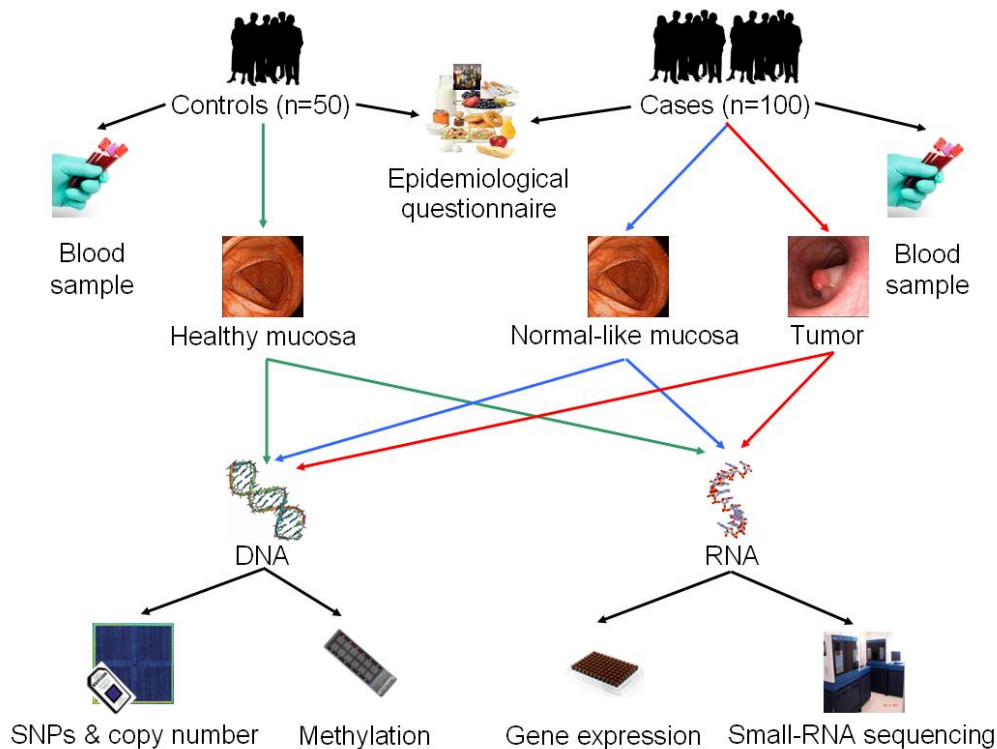 Controls (n=50)
Cases (n=100)
Epidemiological
questionnaire
Blood
sample
Blood
sample
Healthy mucosa
Normal-like mucosa
Tumor
DNA
RNA
SNPs & copy number
Methylation
Gene expression
Small-RNA sequencing